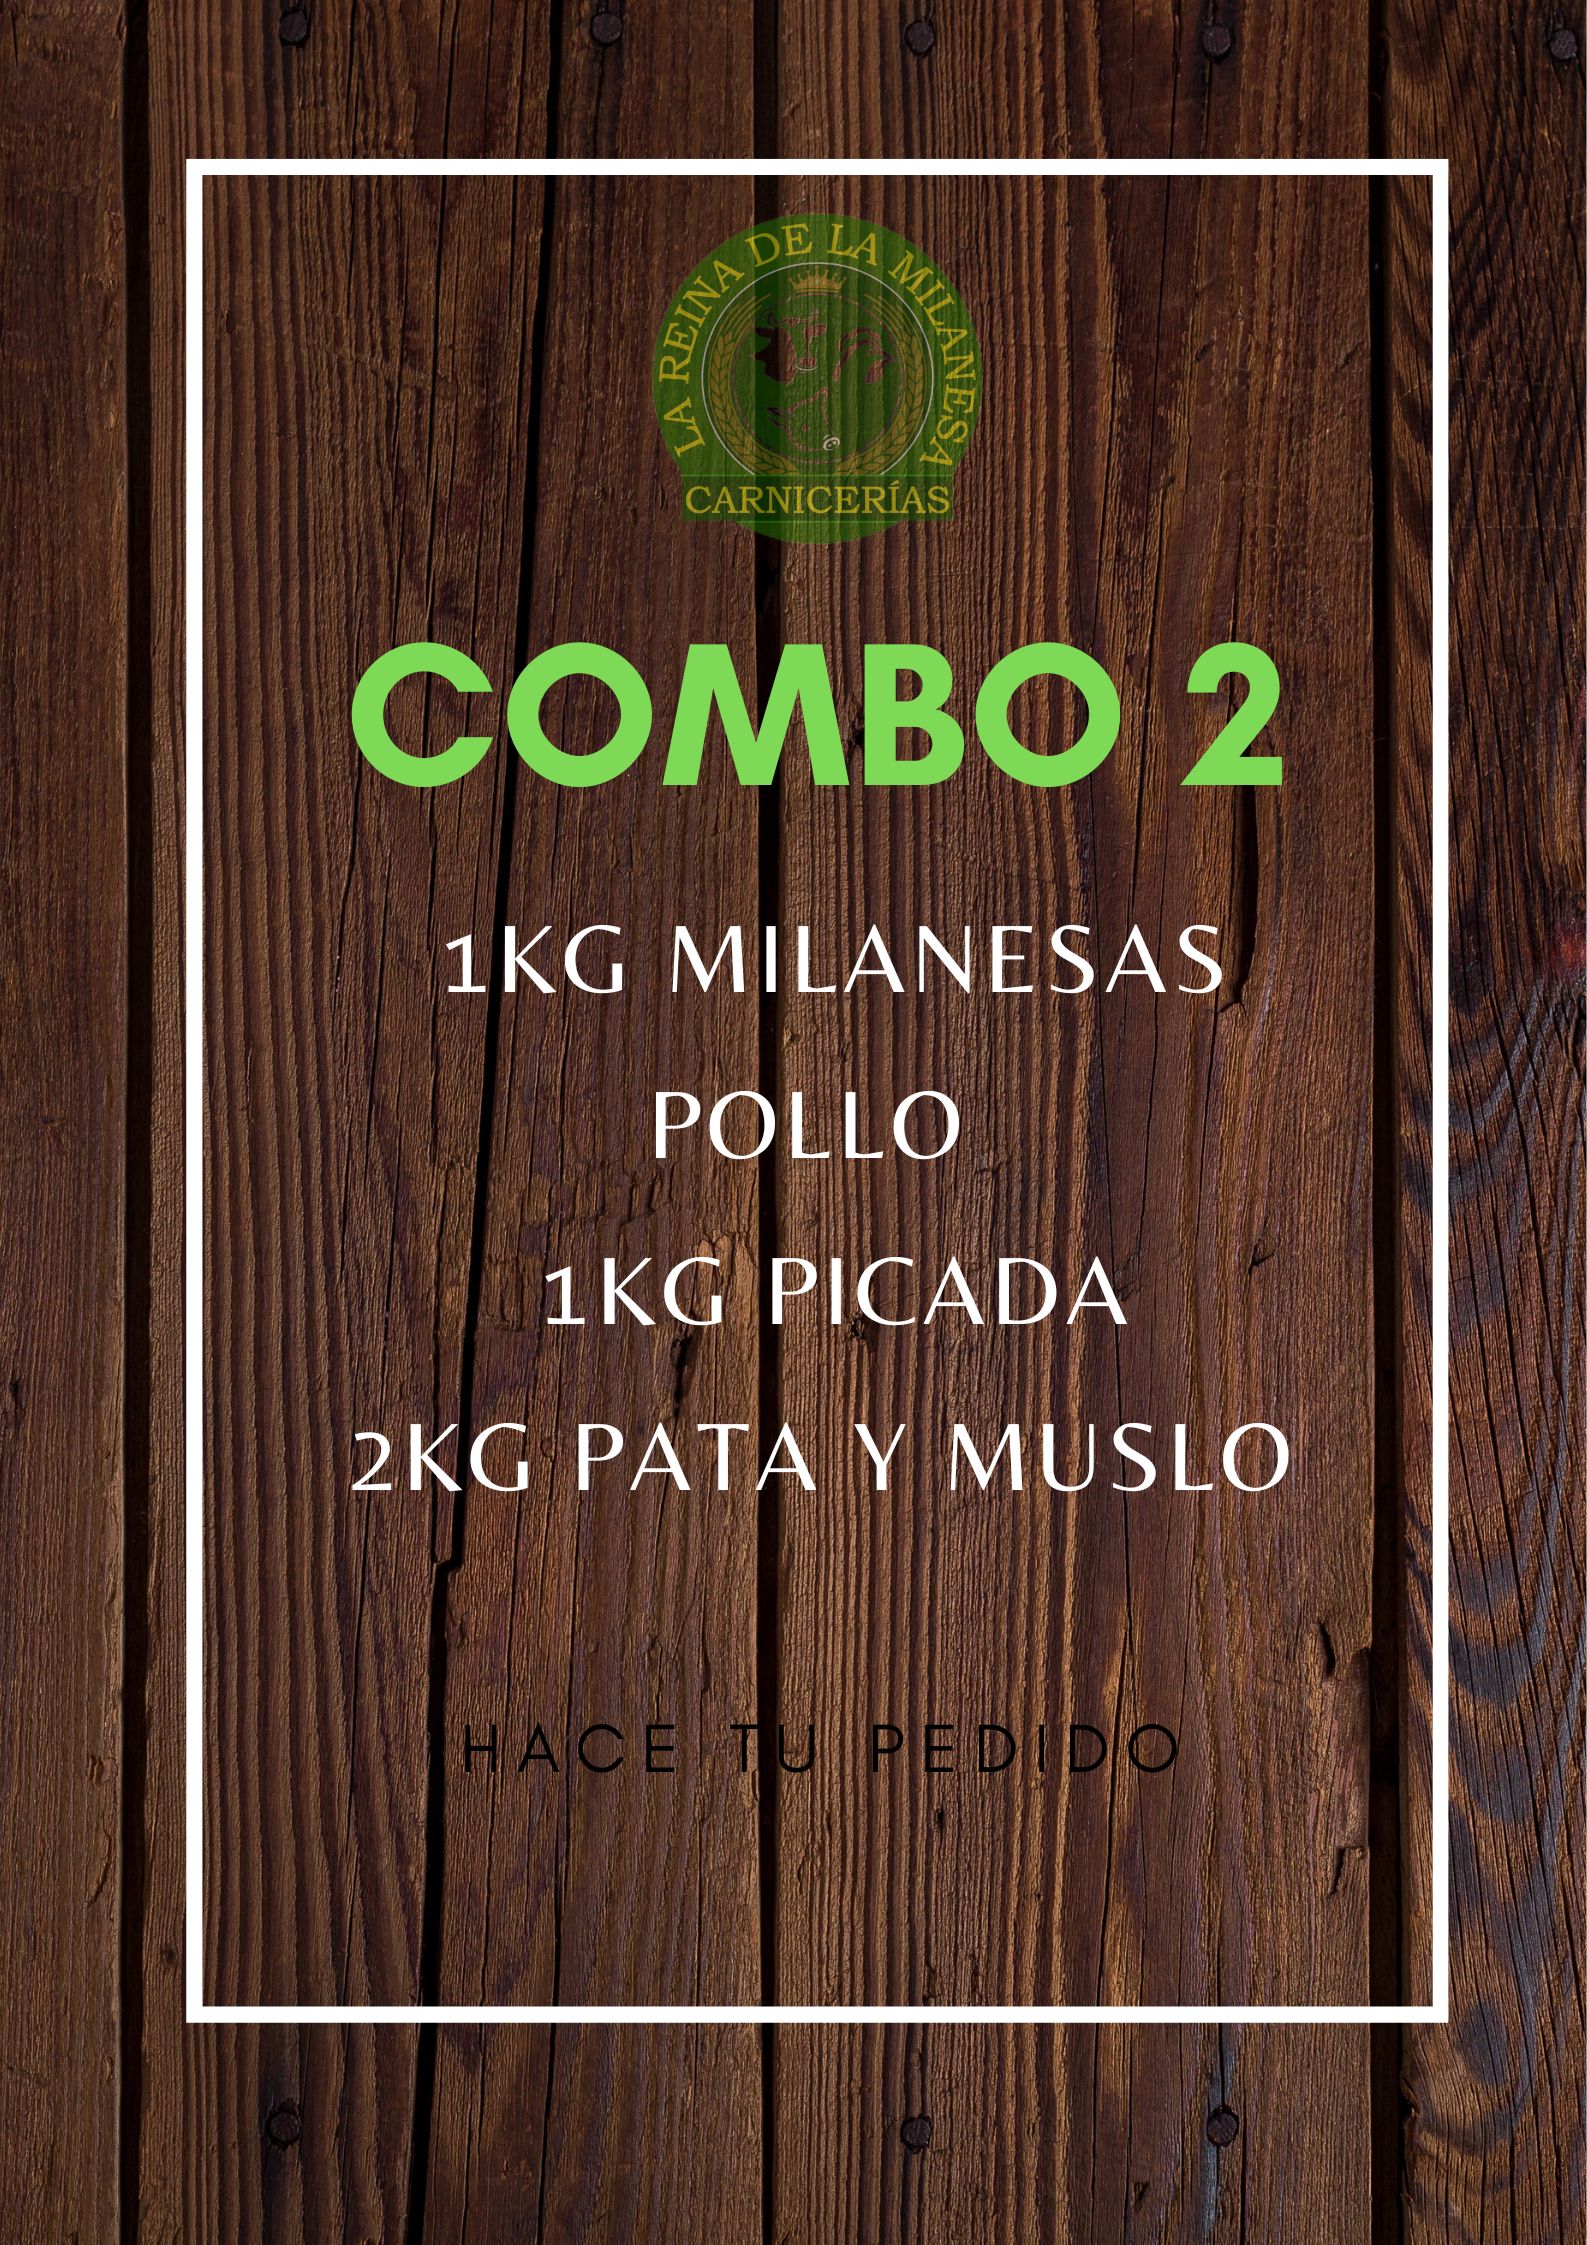 LA REINA DE LA MILANESA
CARNICERÍAS
COMBO 2
1KG MILANESAS
POLLO
1KG PICADA
2KG PATA Y MUSLO
HACE TU PEDIDO